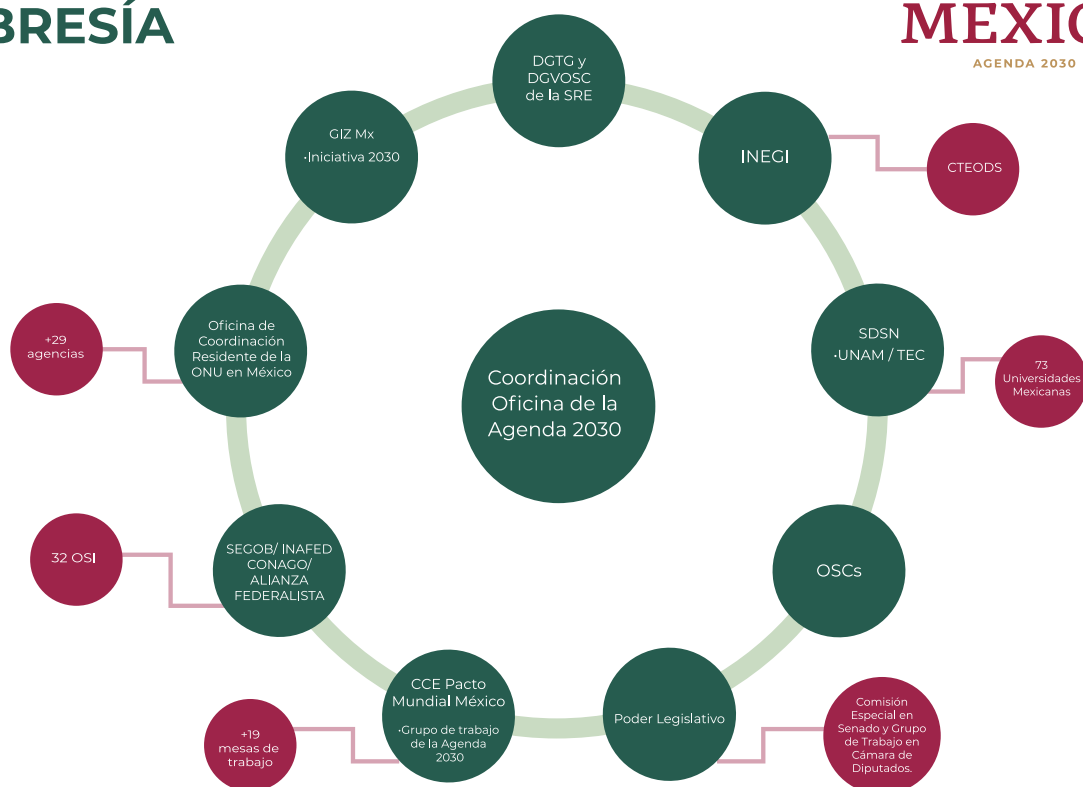 BRESÍA
MEXIC
AGENDA 2030
DGTG y
DGVOSC
de la SRE
GIZ Mx
•Iniciativa 2030
INEGI
CTEODS
+29
agencias
Oficina de
Coordinación
Residente de la
ONU en México
Coordinación
Oficina de la
Agenda 2030
SDSN
•UNAM / TEC
73
Universidades
Mexicanas
32 OSI
SEGOB/ INAFED
CONAGO/
ALIANZA
FEDERALISTA
OSCs
+19
mesas de
trabajo
CCE Pacto
Mundial México
•Grupo de trabajo
de la Agenda
2030
Poder Legislativo
Comisión
Especial en
Senado y Grupo
de Trabajo en
Cámara de
Diputados.